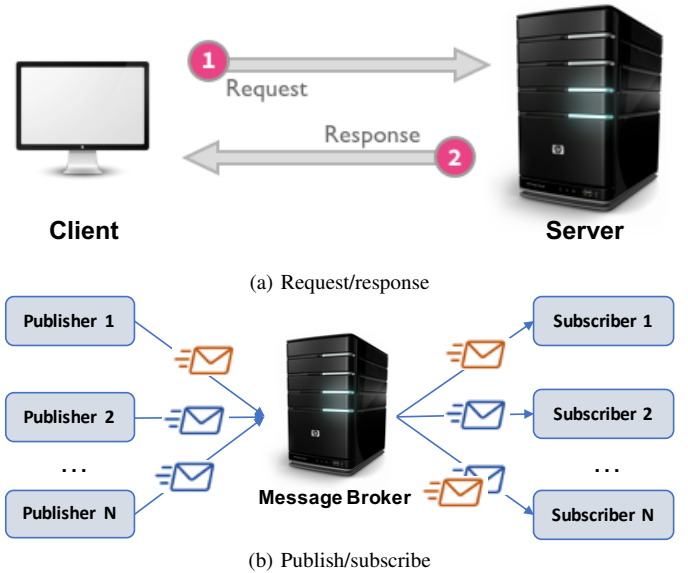 1
Request
Response
2
Client
Server
(a) Request/response
Publisher 1
Subscriber 1
Publisher 2
Subscriber 2
...
...
Message Broker
Publisher N
Subscriber N
(b) Publish/subscribe